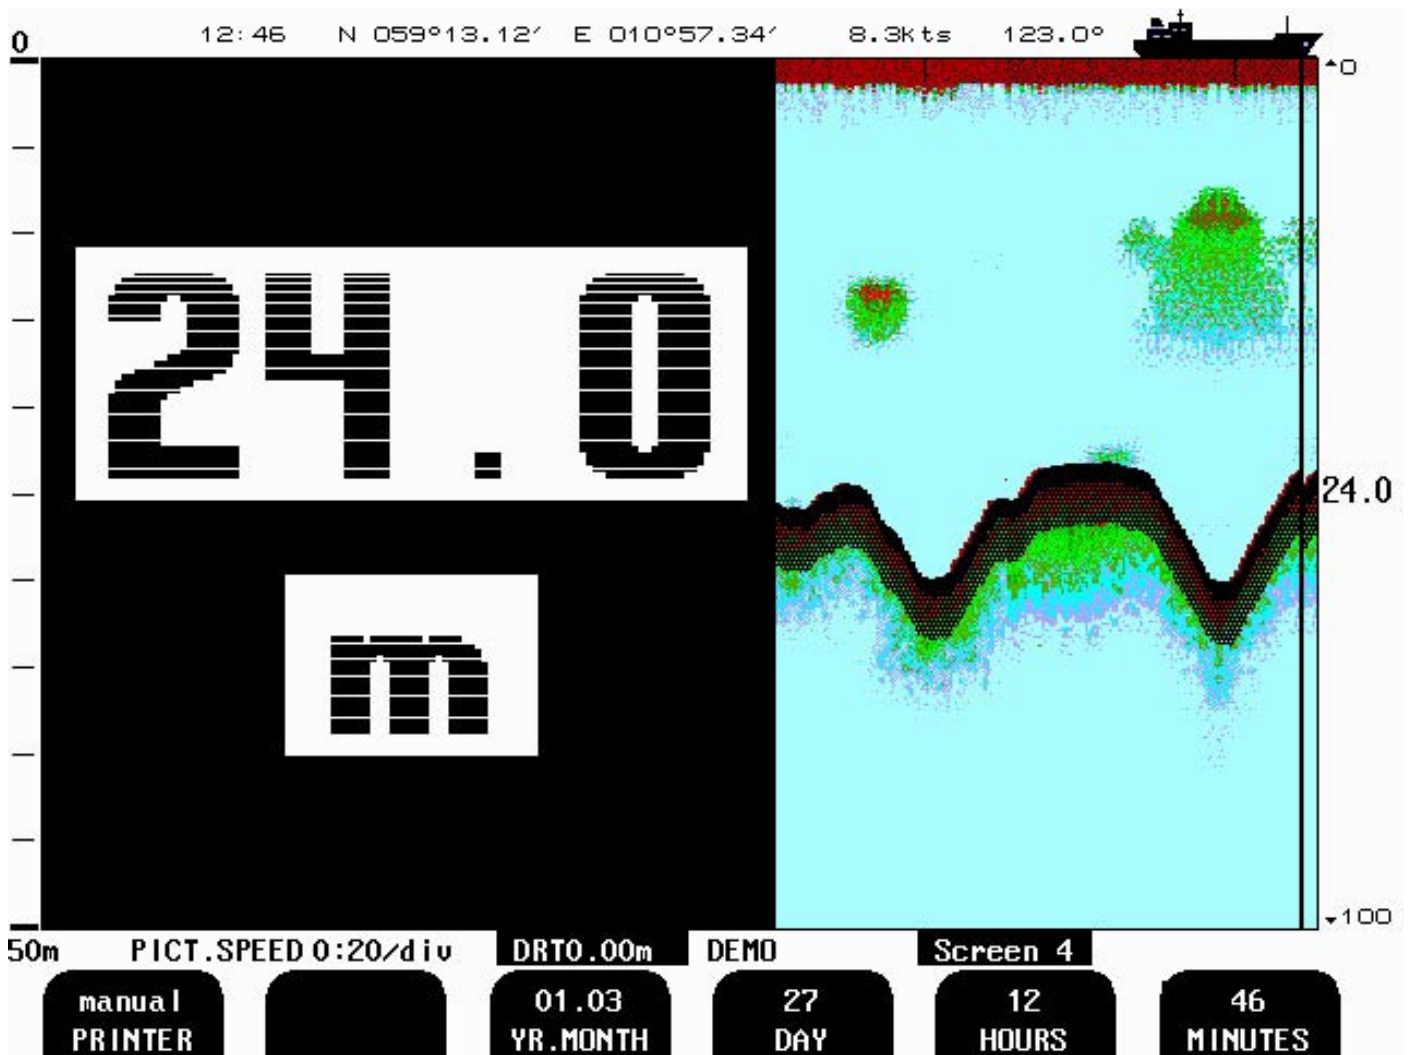 12:46 N 059°13.12′ E 010°57.34′ 8.3kts 123.0°
0
0
24.0
24.0
m
100
50m PICT.SPEED 0:20/div DRT0.00m DEMO Screen 4
manual 01.03 27 12 46
PRINTER YR.MONTH DAY HOURS MINUTES